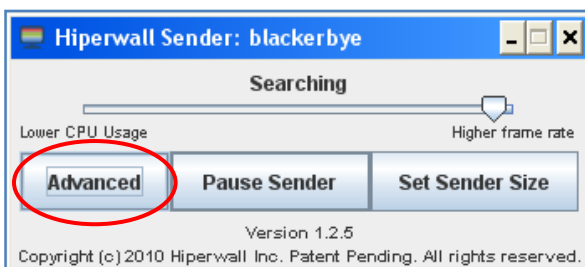 Hiperwall Sender: blackerbye
Searching
Lower CPU Usage Higher frame rate
Advanced Pause Sender Set Sender Size
Version 1.2.5
Copyright (c) 2010 Hiperwall Inc. Patent Pending. All rights reserved.